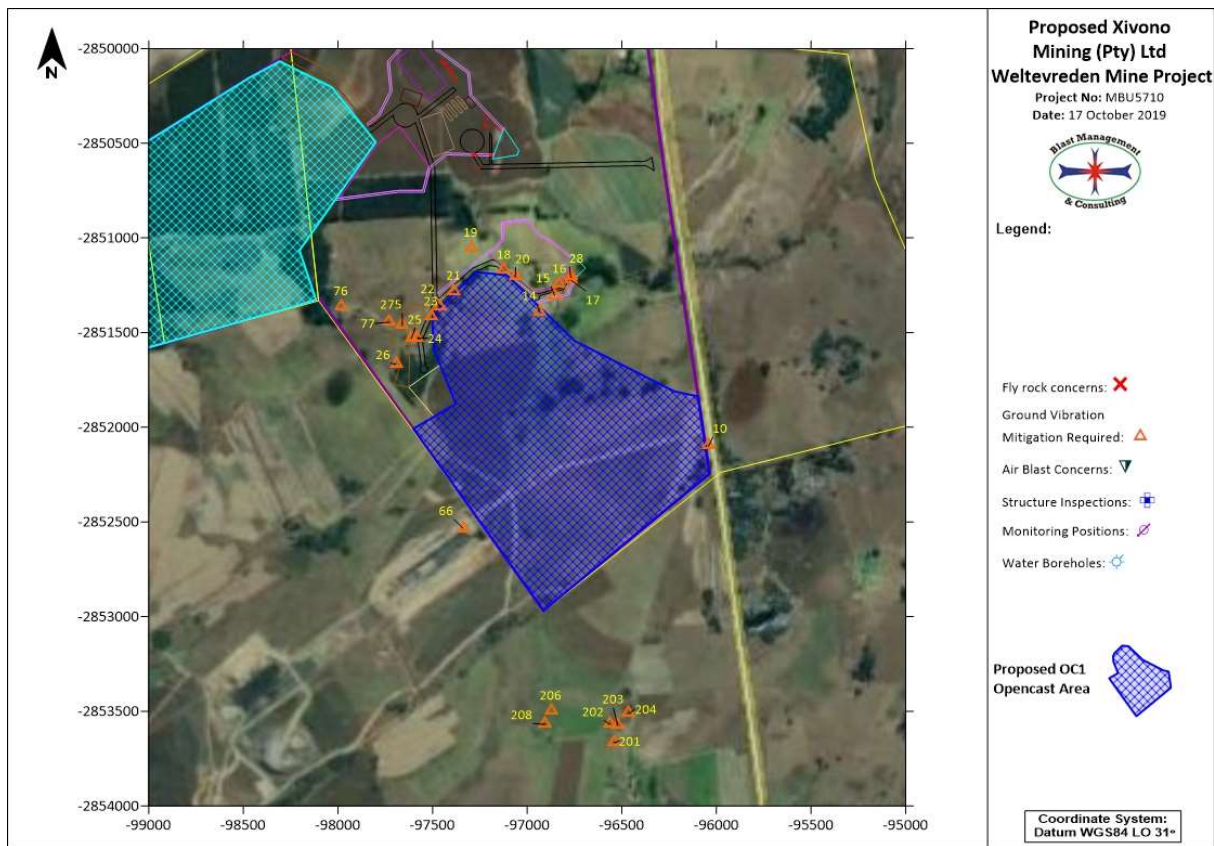 Proposed Xivono
Mining (Pty) Ltd
Weltevreden Mine Project
Project No: MBU5710
Date: 17 October 2019
Blast Management
& Consulting
Legend:
Fly rock concerns:
Ground Vibration
Mitigation Required:
Air Blast Concerns:
Structure Inspections:
Monitoring Positions:
Water Boreholes:
Proposed OC1
Opencast Area
Coordinate System:
Datum WGS84 LO 31°
N
-2850000
-2850500
-2851000
-2851500
-2852000
-2852500
-2853000
-2853500
-2854000
-99000
-98500
-98000
-97500
-97000
-96500
-96000
-95500
-95000
19
18
20
28
15
16
17
14
21
22
23
76
275
77
25
24
26
10
66
206
208
203
202
204
201